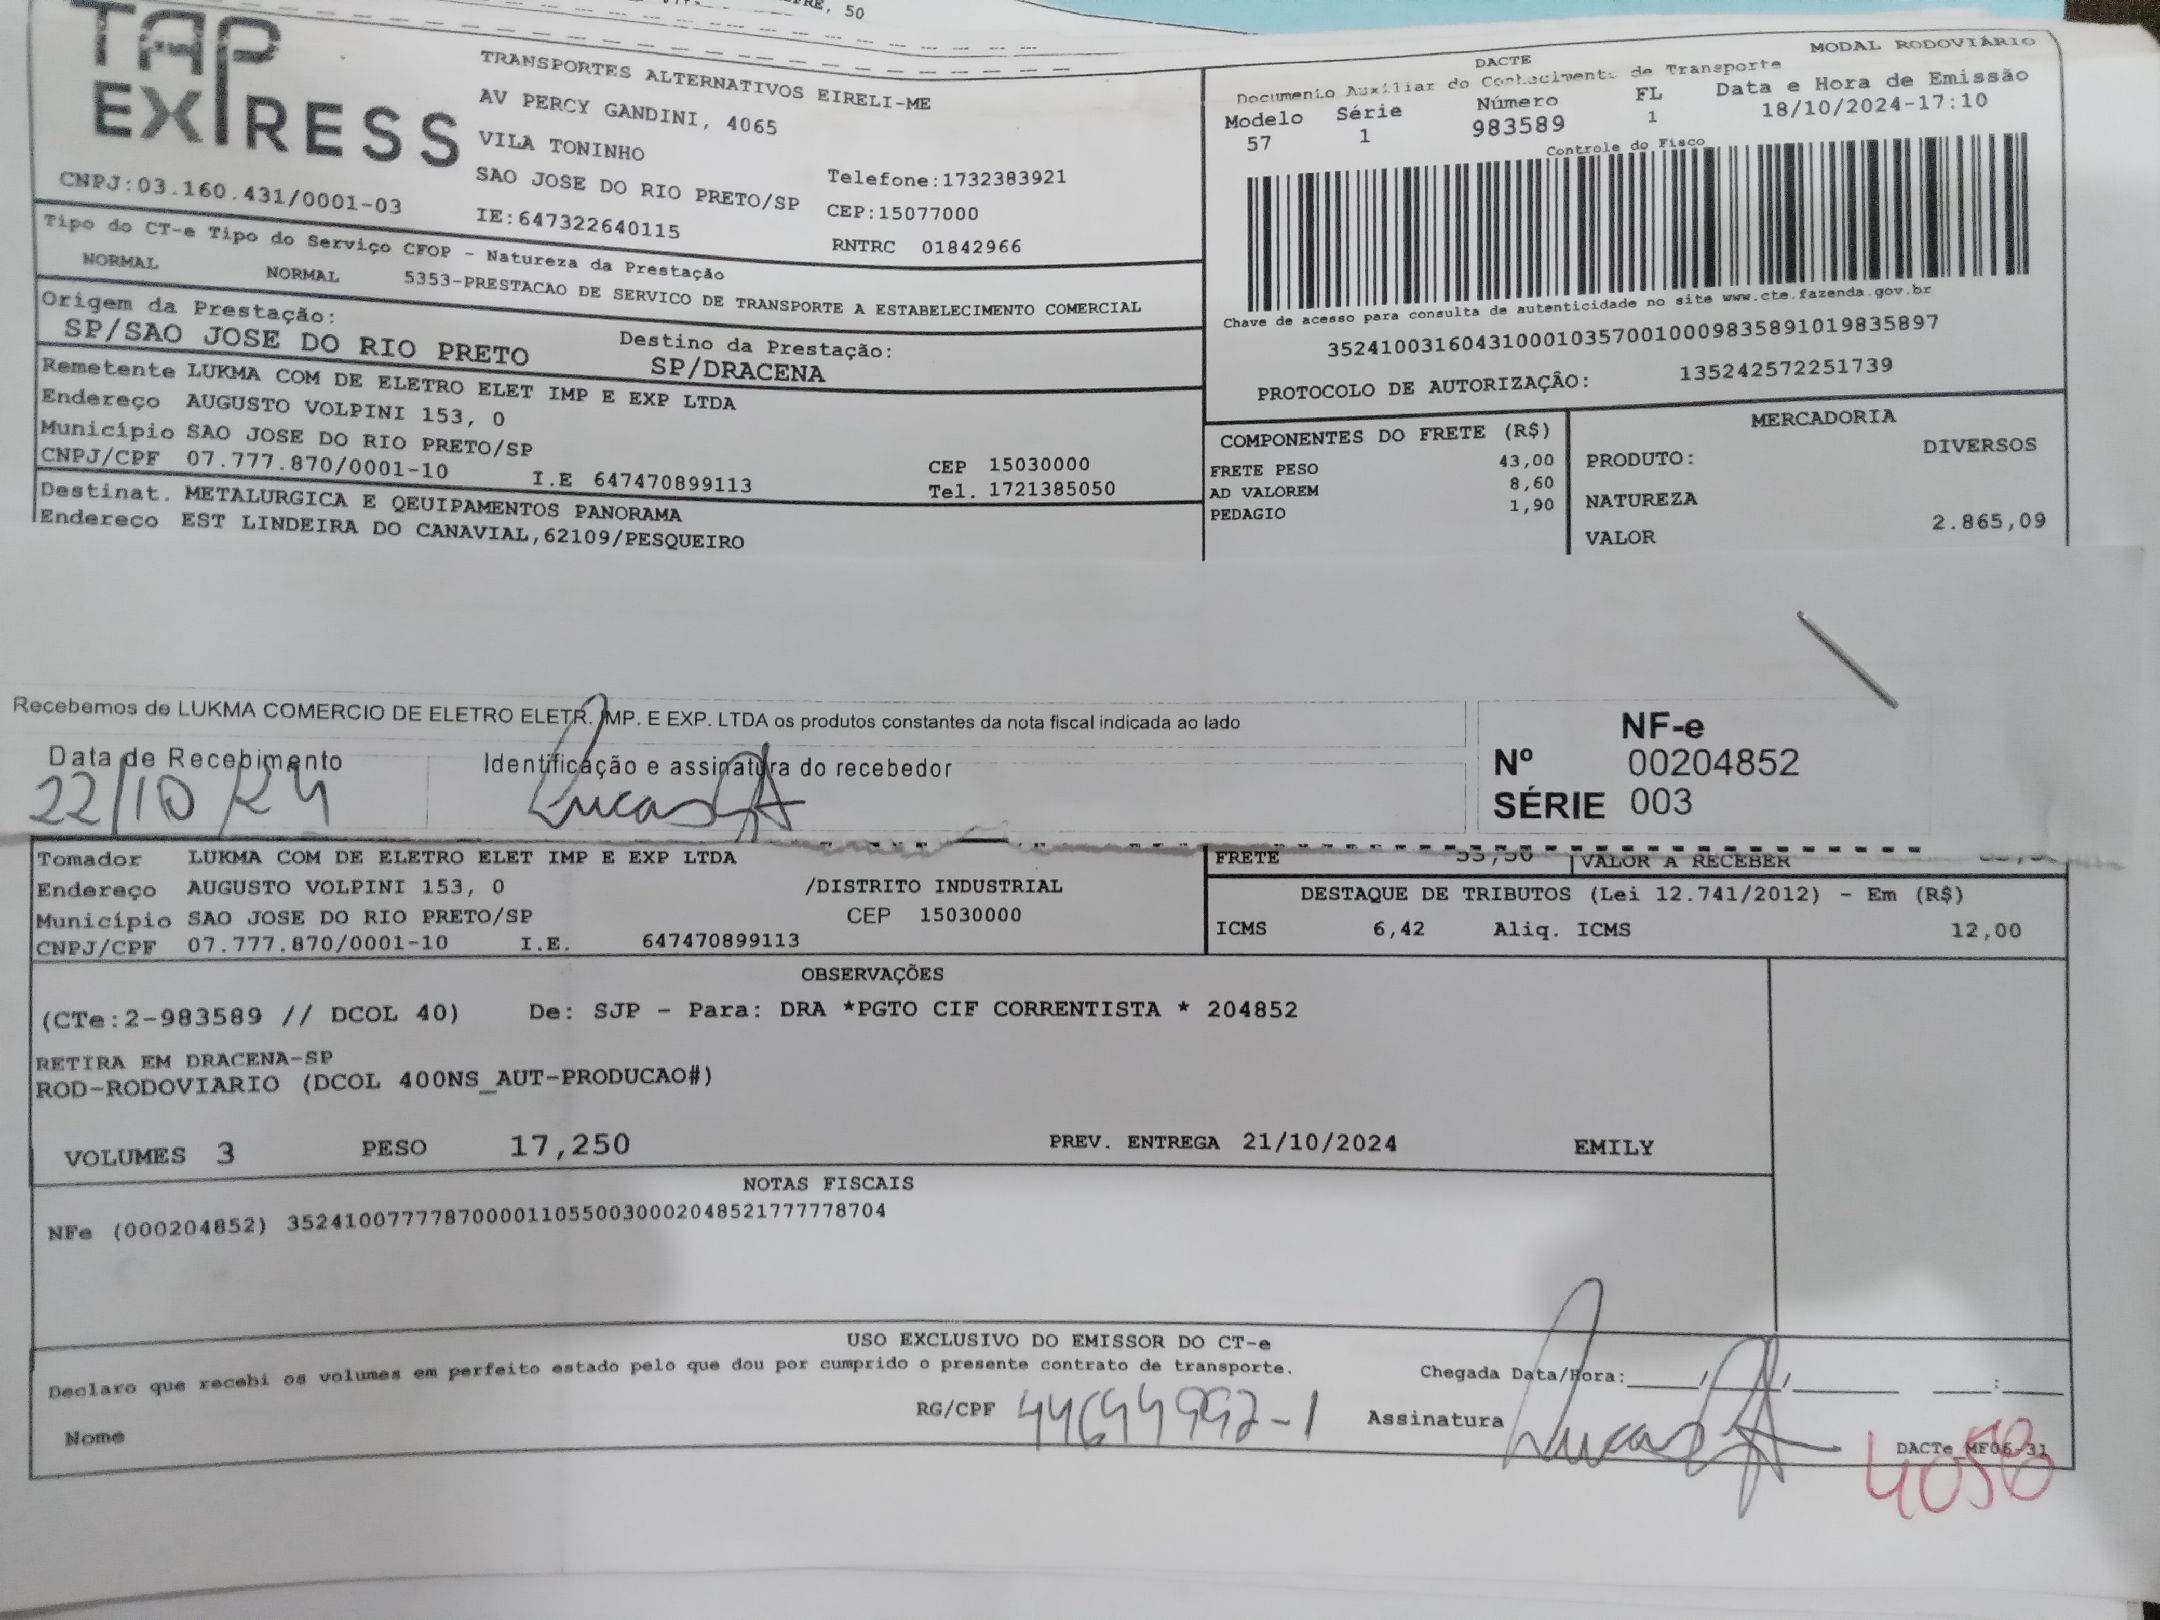 TAP
EXPRESS
TRANSPORTES ALTERNATIVOS EIRELI-ME
AV PERCY GANDINI, 4065
VILA TONINHO
SAO JOSE DO RIO PRETO/SP
IE:647322640115
Telefone:1732383921
CEP:15077000
RNTRC 01842966
CNPJ:03.160.431/0001-03
MODAL RODOVIÁRIO
DACTE
Documento Auxiliar do Conhecimento de Transporte
Modelo Série Número FL Data e Hora de Emissão
57 1 983589 1 18/10/2024-17:10
Controle do Fisco
Chave de acesso para consulta de autenticidade no site www.cte.fazenda.gov.br
35241003160431000103570010009835891019835897
PROTOCOLO DE AUTORIZAÇÃO: 135242572251739
Tipo do CT-e Tipo do Serviço CFOP - Natureza da Prestação
NORMAL NORMAL 5353-PRESTACAO DE SERVICO DE TRANSPORTE A ESTABELECIMENTO COMERCIAL
Origem da Prestação: Destino da Prestação:
SP/SAO JOSE DO RIO PRETO SP/DRACENA
Remetente LUKMA COM DE ELETRO ELET IMP E EXP LTDA
Endereço AUGUSTO VOLPINI 153, 0
Município SAO JOSE DO RIO PRETO/SP CEP 15030000
CNPJ/CPF 07.777.870/0001-10 I.E 647470899113 Tel. 1721385050
Destinat. METALURGICA E QEUIPAMENTOS PANORAMA
Endereco EST LINDEIRA DO CANAVIAL,62109/PESQUEIRO
COMPONENTES DO FRETE (R$)
FRETE PESO 43,00
AD VALOREM 8,60
PEDAGIO 1,90
MERCADORIA
PRODUTO: DIVERSOS
NATUREZA
VALOR 2.865,09
Recebemos de LUKMA COMERCIO DE ELETRO ELETR. IMP. E EXP. LTDA os produtos constantes da nota fiscal indicada ao lado
Data de Recebimento Identificação e assinatura do recebedor
22/10/24 Lucas
NF-e
Nº 00204852
SÉRIE 003
Tomador LUKMA COM DE ELETRO ELET IMP E EXP LTDA
Endereço AUGUSTO VOLPINI 153, 0 /DISTRITO INDUSTRIAL
Município SAO JOSE DO RIO PRETO/SP CEP 15030000
CNPJ/CPF 07.777.870/0001-10 I.E. 647470899113
FRETE 53,50 VALOR A RECEBER
DESTAQUE DE TRIBUTOS (Lei 12.741/2012) - Em (R$)
ICMS 6,42 Aliq. ICMS 12,00
OBSERVAÇÕES
(CTe:2-983589 // DCOL 40) De: SJP - Para: DRA *PGTO CIF CORRENTISTA * 204852
RETIRA EM DRACENA-SP
ROD-RODOVIARIO (DCOL 400NS_AUT-PRODUCAO#)
VOLUMES 3 PESO 17,250 PREV. ENTREGA 21/10/2024 EMILY
NOTAS FISCAIS
NFe (000204852) 35241007777870000110550030002048521777778704
USO EXCLUSIVO DO EMISSOR DO CT-e
Declaro que recebi os volumes em perfeito estado pelo que dou por cumprido o presente contrato de transporte.
Chegada Data/Hora:____/____/______ ___:___
Nome RG/CPF 44644992-1 Assinatura Lucas
DACTe_MF06-31
4058